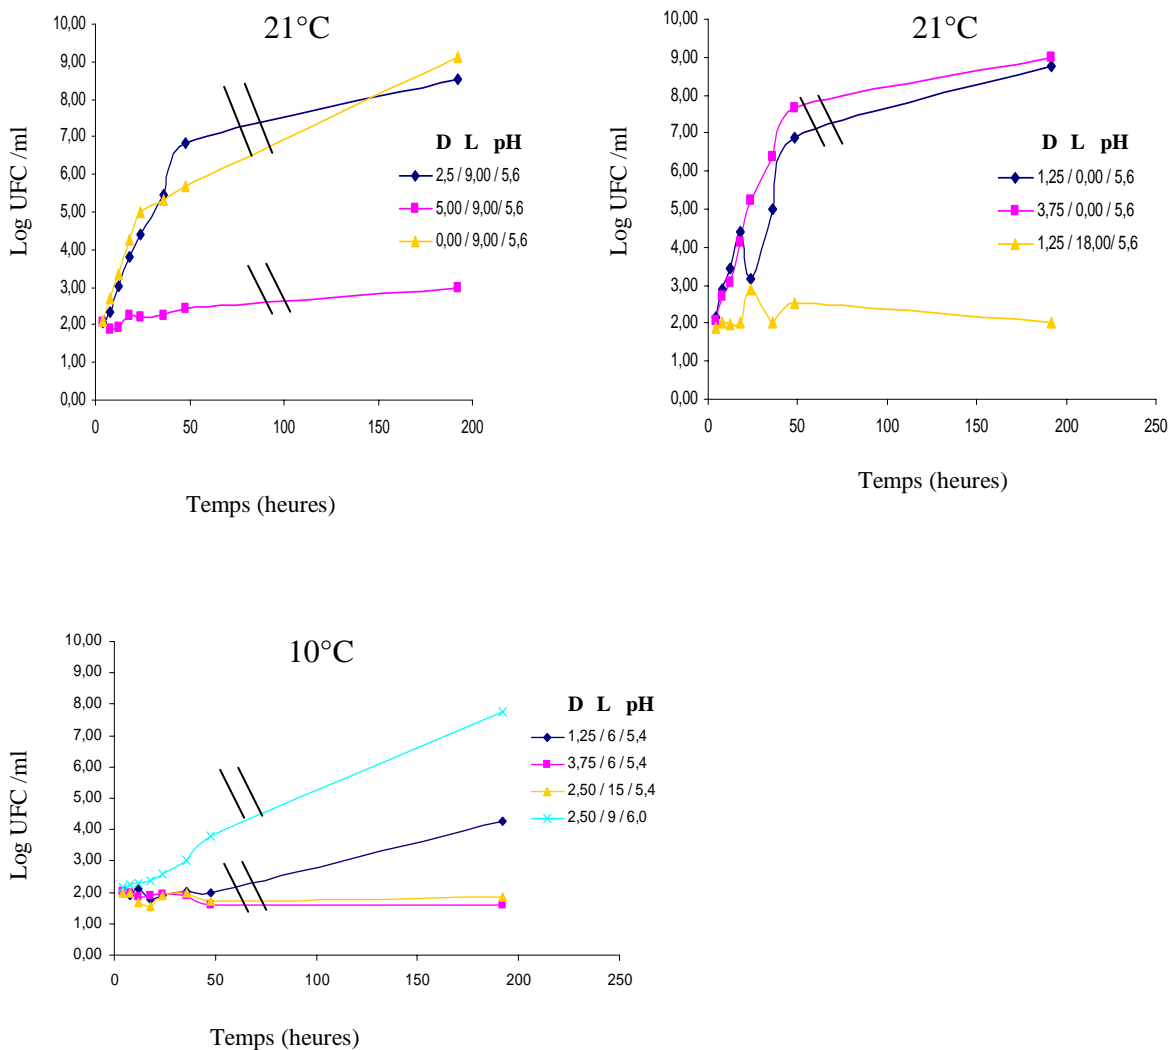 21°C
10,00
9,00
8,00
7,00
6,00
5,00
4,00
3,00
2,00
1,00
0,00
Log UFC /ml
0 50 100 150 200
Temps (heures)
D L pH
2,5 / 9,00 / 5,6
5,00 / 9,00/ 5,6
0,00 / 9,00 / 5,6
21°C
10,00
9,00
8,00
7,00
6,00
5,00
4,00
3,00
2,00
1,00
0,00
Log UFC /ml
0 50 100 150 200 250
Temps (heures)
D L pH
1,25 / 0,00 / 5,6
3,75 / 0,00 / 5,6
1,25 / 18,00/ 5,6
10°C
10,00
9,00
8,00
7,00
6,00
5,00
4,00
3,00
2,00
1,00
0,00
Log UFC /ml
0 50 100 150 200 250
Temps (heures)
D L pH
1,25 / 6 / 5,4
3,75 / 6 / 5,4
2,50 / 15 / 5,4
2,50 / 9 / 6,0